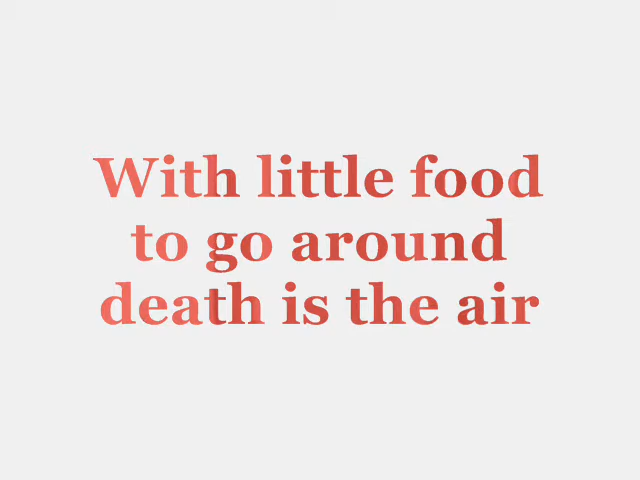 With little food
to go around
death is the air